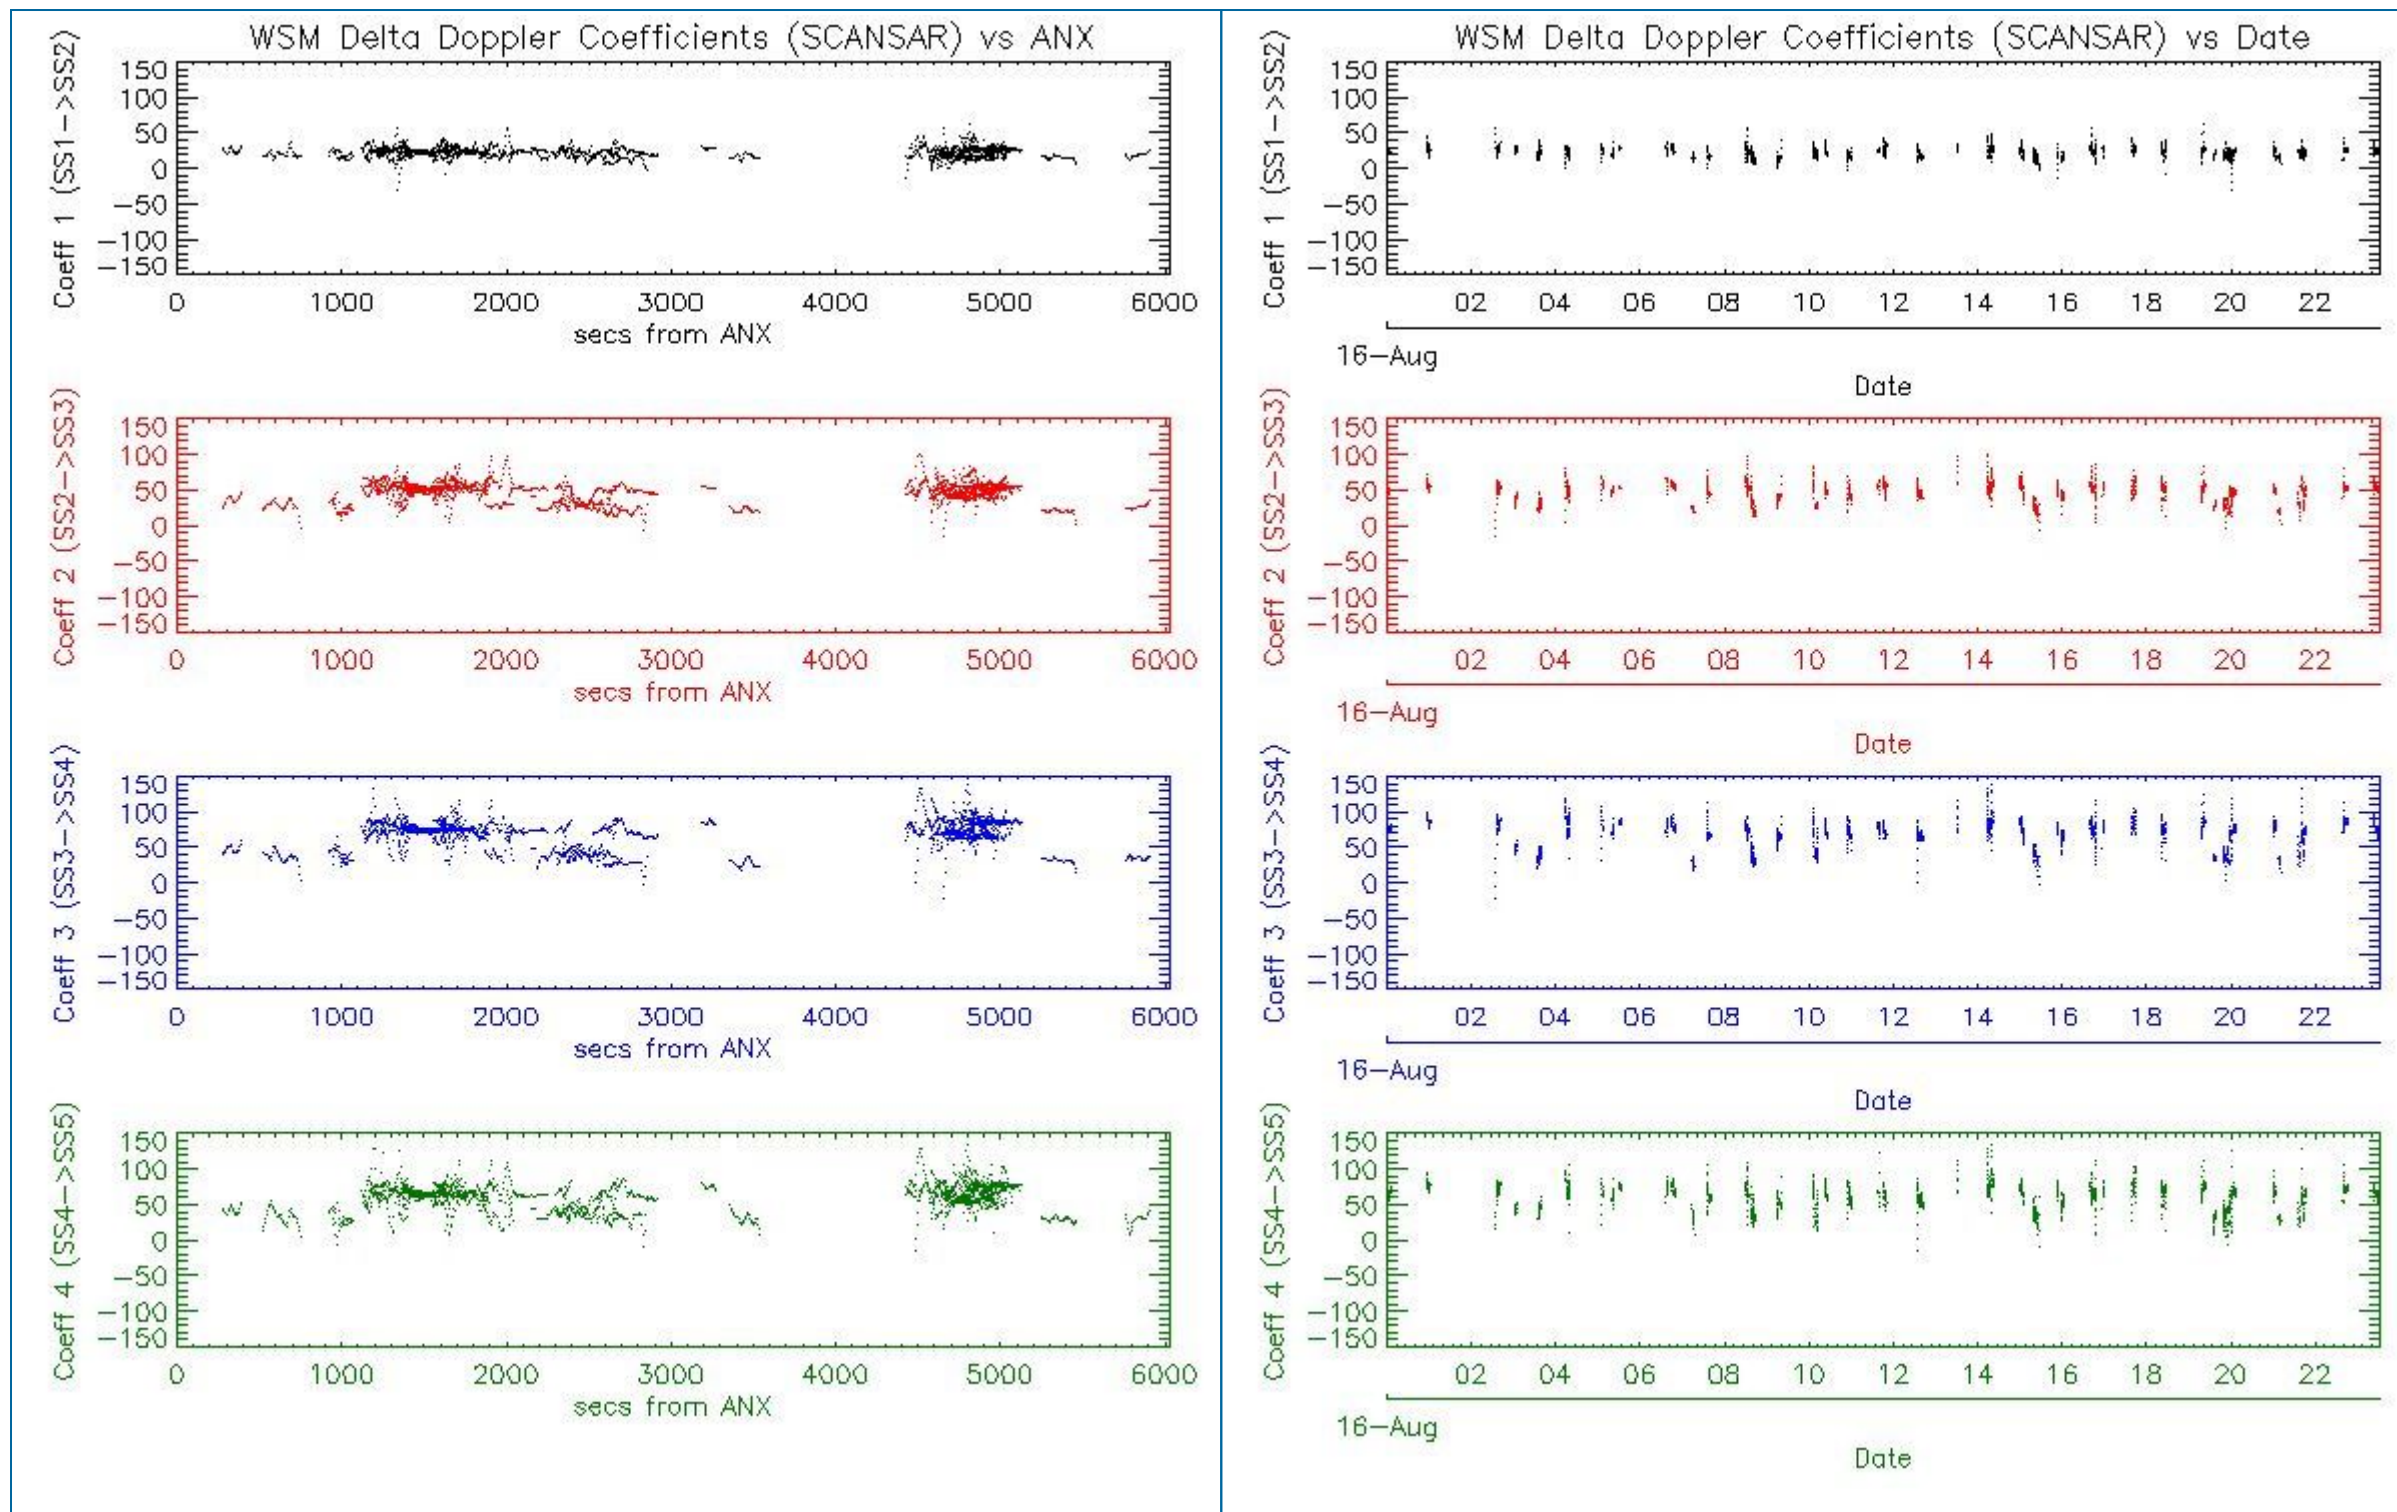 WSM Delta Doppler Coefficients (SCANSAR) vs ANX
Coeff 1 (SS1->SS2)
150
100
50
0
-50
-100
-150
0 1000 2000 3000 4000 5000 6000
secs from ANX
Coeff 2 (SS2->SS3)
150
100
50
0
-50
-100
-150
0 1000 2000 3000 4000 5000 6000
secs from ANX
Coeff 3 (SS3->SS4)
150
100
50
0
-50
-100
-150
0 1000 2000 3000 4000 5000 6000
secs from ANX
Coeff 4 (SS4->SS5)
150
100
50
0
-50
-100
-150
0 1000 2000 3000 4000 5000 6000
secs from ANX
WSM Delta Doppler Coefficients (SCANSAR) vs Date
Coeff 1 (SS1->SS2)
150
100
50
0
-50
-100
-150
02 04 06 08 10 12 14 16 18 20 22
16-Aug
Date
Coeff 2 (SS2->SS3)
150
100
50
0
-50
-100
-150
02 04 06 08 10 12 14 16 18 20 22
16-Aug
Date
Coeff 3 (SS3->SS4)
150
100
50
0
-50
-100
-150
02 04 06 08 10 12 14 16 18 20 22
16-Aug
Date
Coeff 4 (SS4->SS5)
150
100
50
0
-50
-100
-150
02 04 06 08 10 12 14 16 18 20 22
16-Aug
Date